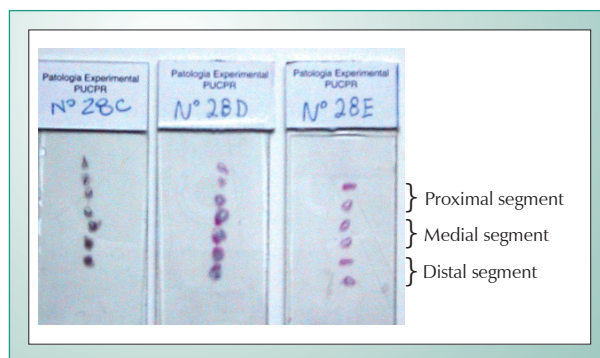 Patologia Experimental
PUCPR
Nº 28C
Patologia Experimental
PUCPR
Nº 28D
Patologia Experimental
PUCPR
Nº 28E
Proximal segment
Medial segment
Distal segment